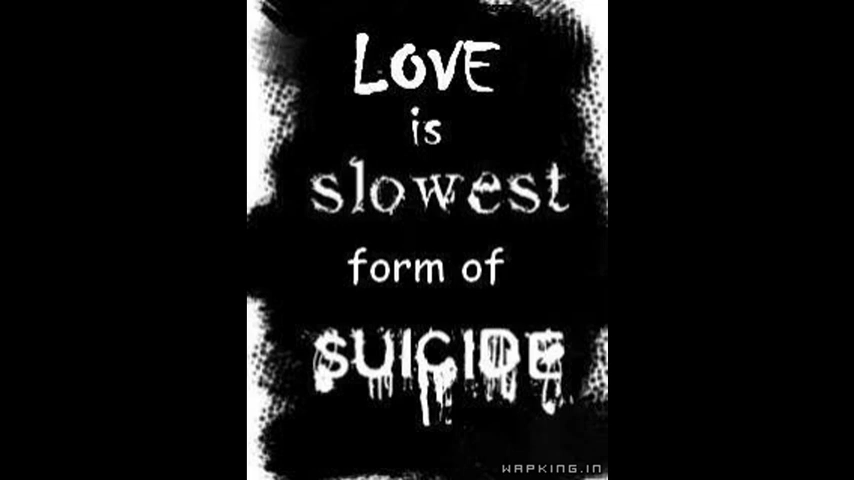 LOVE
is
slowest
form of
SUICIDE
WAPKING.IN